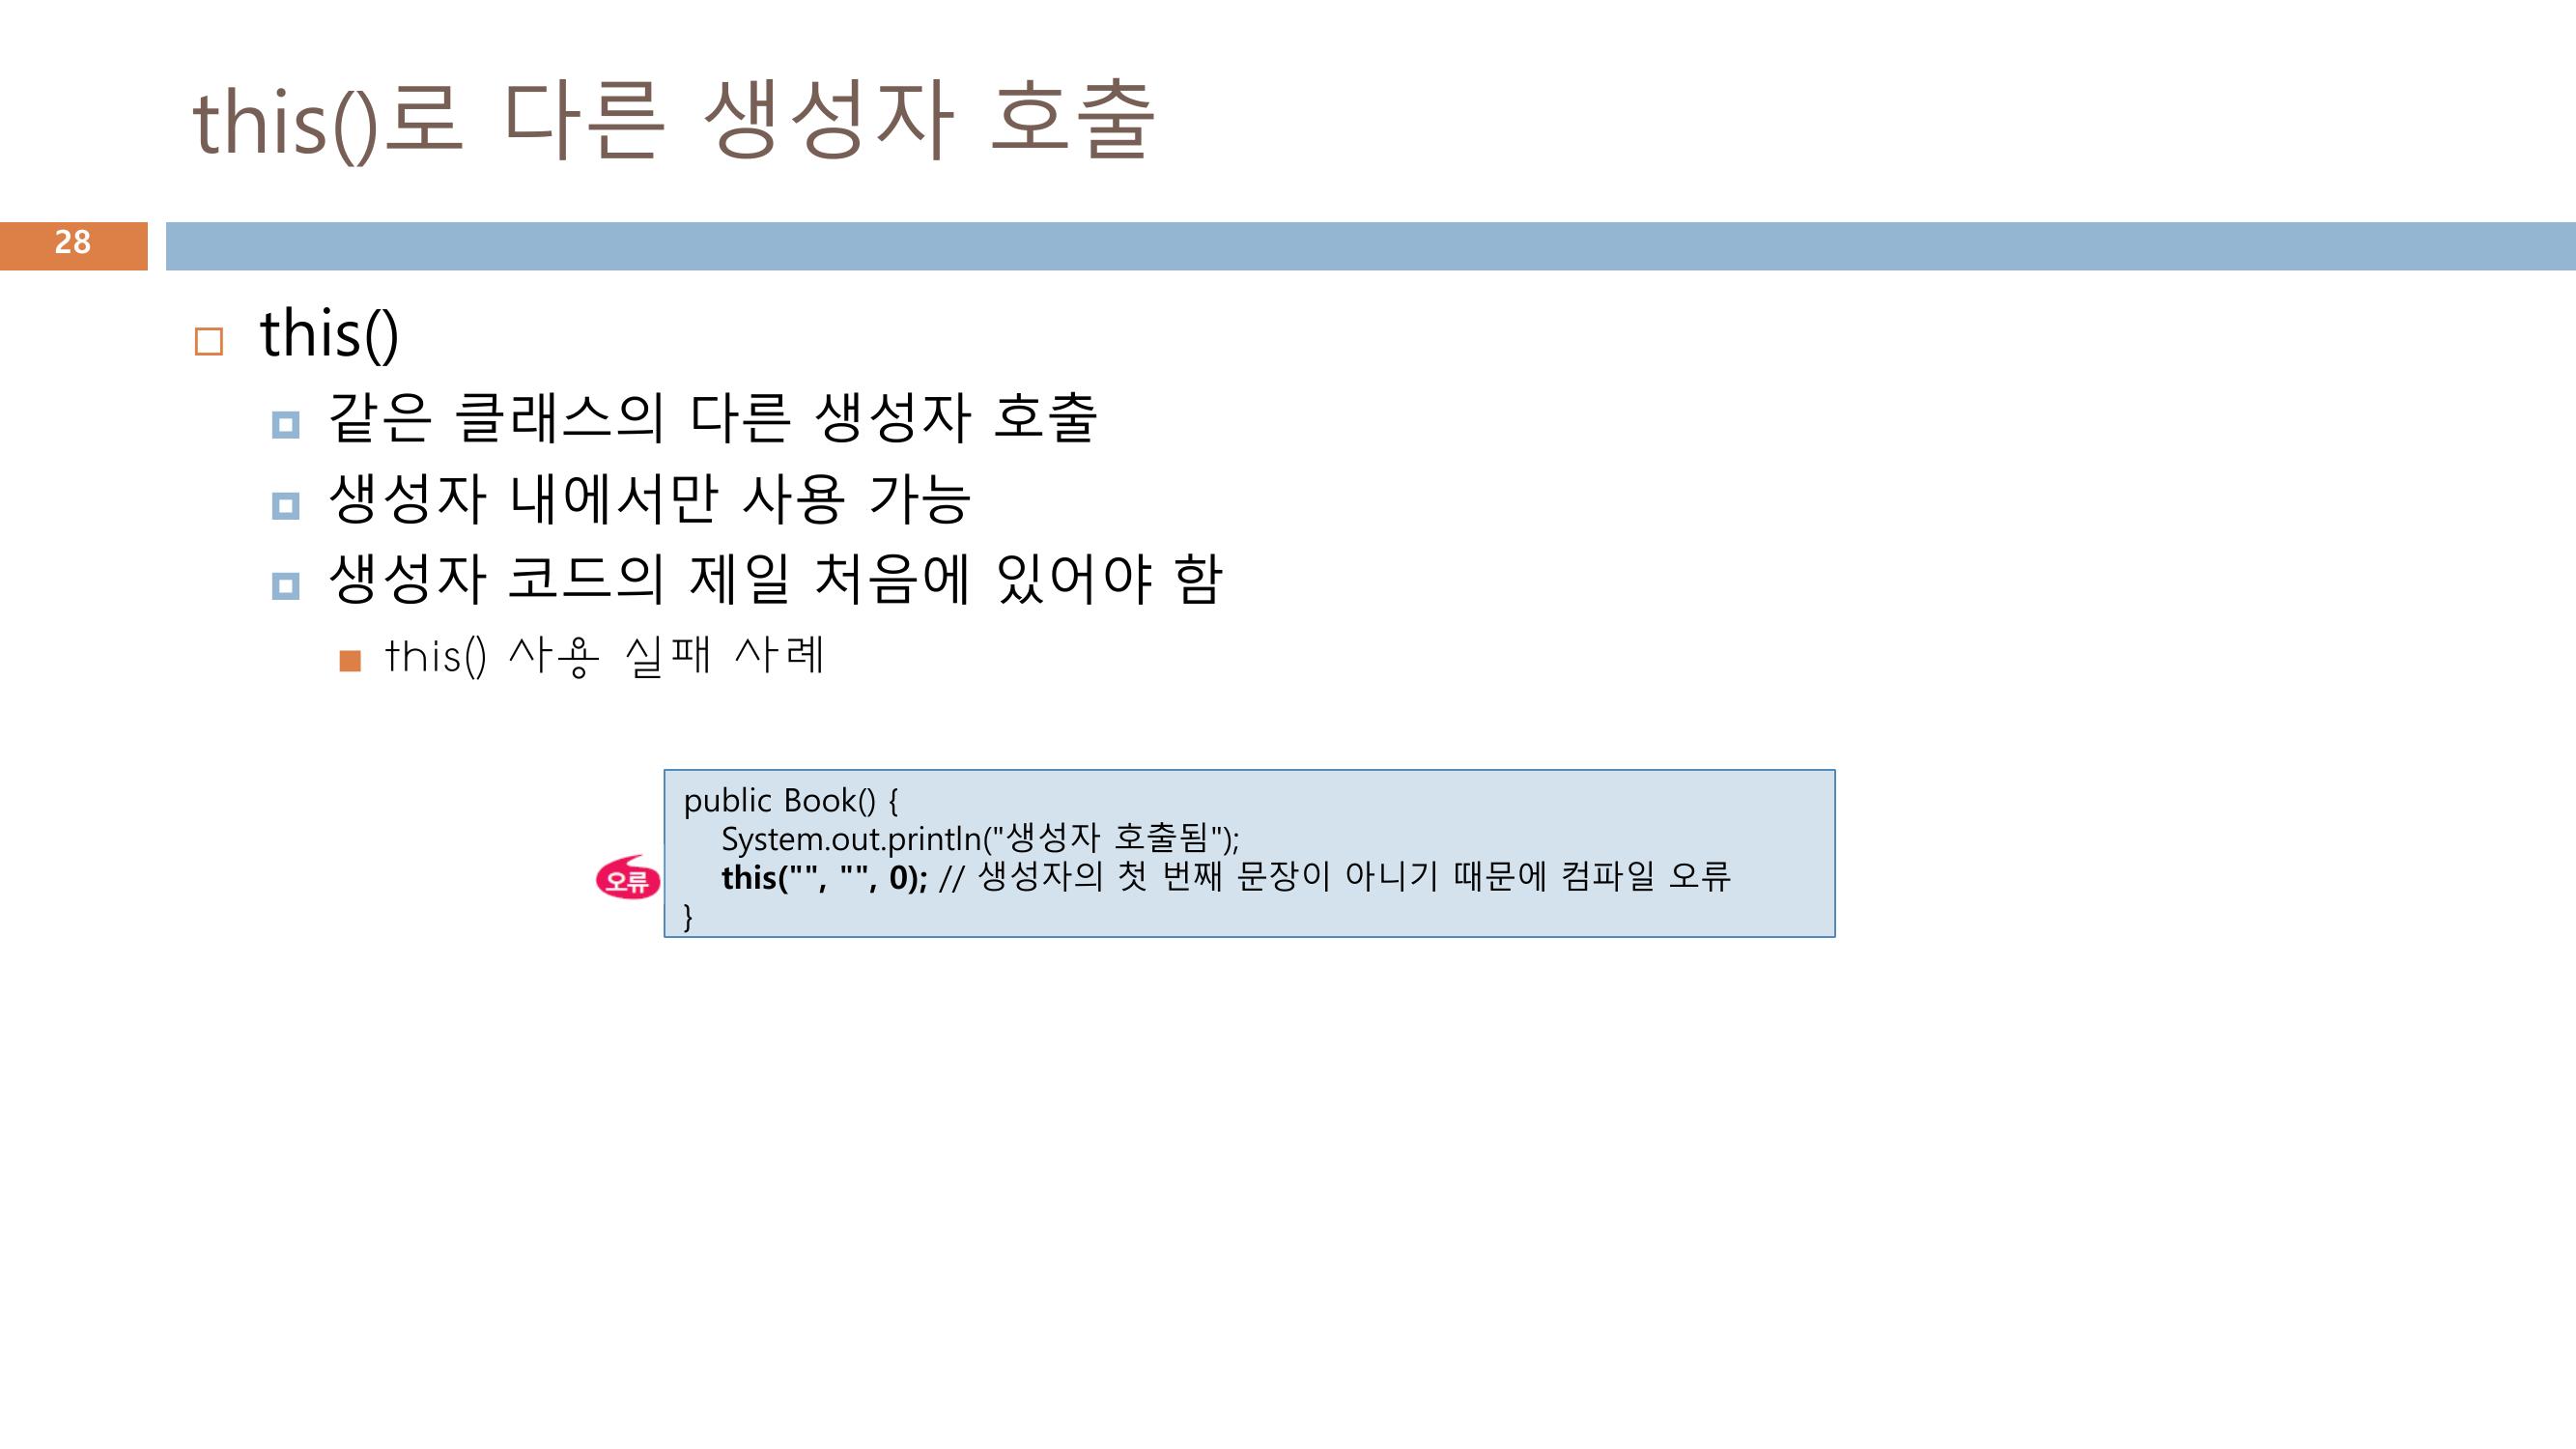 this()로 다른 생성자 호출
28
this()
같은 클래스의 다른 생성자 호출
생성자 내에서만 사용 가능
생성자 코드의 제일 처음에 있어야 함
this() 사용 실패 사례
public Book() {
System.out.println("생성자 호출됨");
오류 this("", "", 0); // 생성자의 첫 번째 문장이 아니기 때문에 컴파일 오류
}